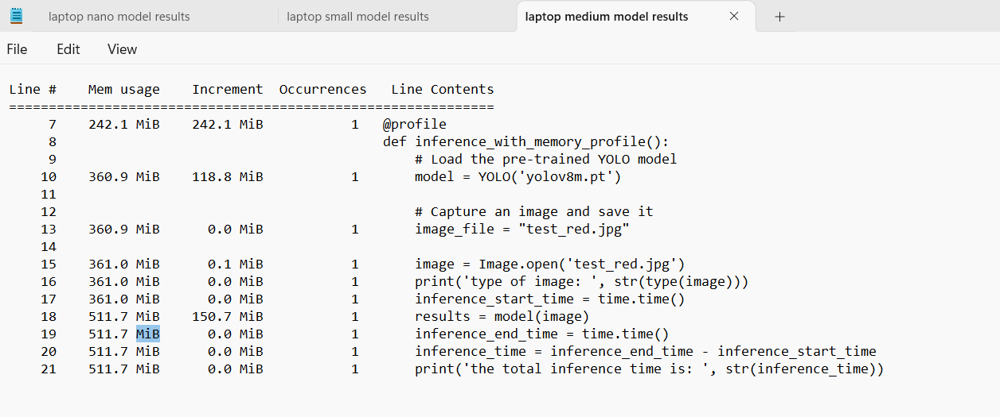 laptop nano model results laptop small model results laptop medium model results
File Edit View
Line # Mem usage Increment Occurrences Line Contents
=============================================================
7 242.1 MiB 242.1 MiB 1 @profile
8 def inference_with_memory_profile():
9 # Load the pre-trained YOLO model
10 360.9 MiB 118.8 MiB 1 model = YOLO('yolov8m.pt')
11
12 # Capture an image and save it
13 360.9 MiB 0.0 MiB 1 image_file = "test_red.jpg"
14
15 361.0 MiB 0.1 MiB 1 image = Image.open('test_red.jpg')
16 361.0 MiB 0.0 MiB 1 print('type of image: ', str(type(image)))
17 361.0 MiB 0.0 MiB 1 inference_start_time = time.time()
18 511.7 MiB 150.7 MiB 1 results = model(image)
19 511.7 MiB 0.0 MiB 1 inference_end_time = time.time()
20 511.7 MiB 0.0 MiB 1 inference_time = inference_end_time - inference_start_time
21 511.7 MiB 0.0 MiB 1 print('the total inference time is: ', str(inference_time))